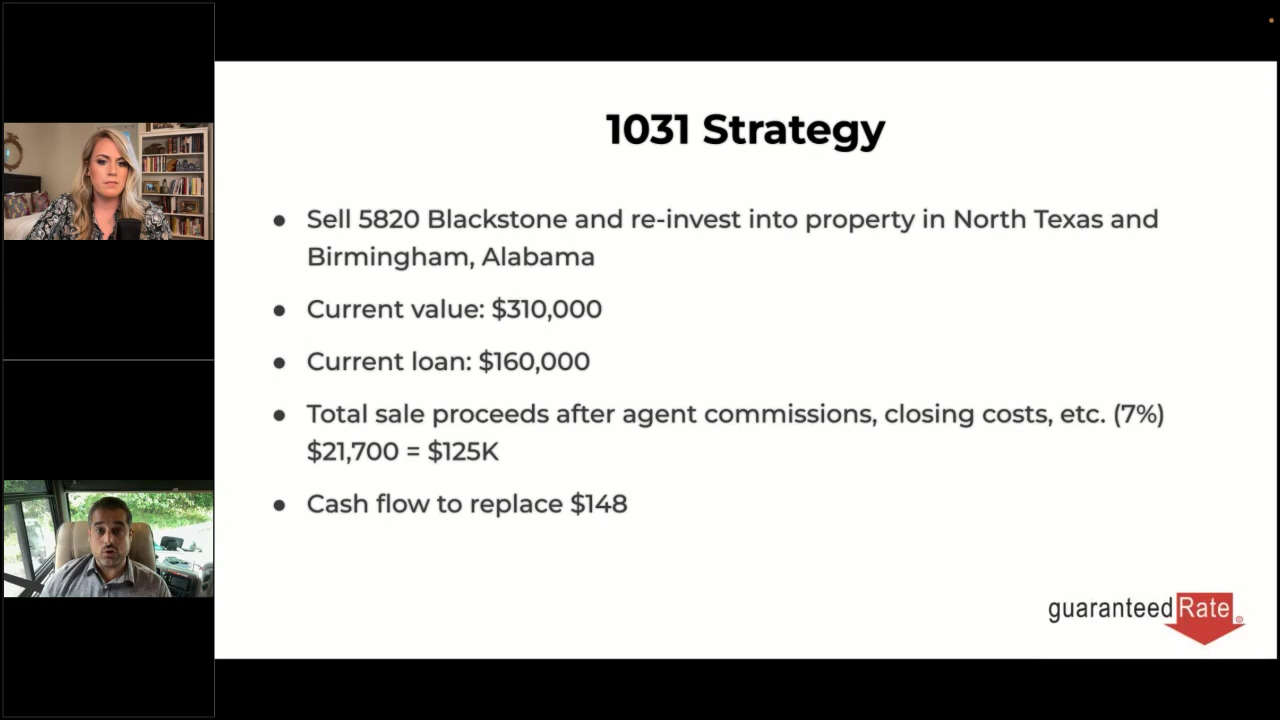 1031 Strategy
● Sell 5820 Blackstone and re-invest into property in North Texas and
Birmingham, Alabama
● Current value: $310,000
● Current loan: $160,000
● Total sale proceeds after agent commissions, closing costs, etc. (7%)
$21,700 = $125K
● Cash flow to replace $148
guaranteed Rate ®